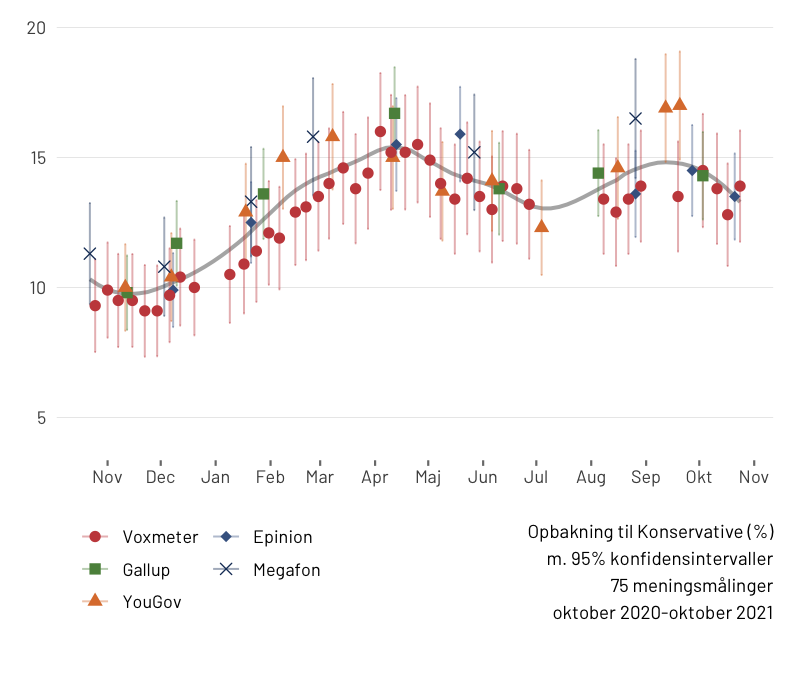 20
15
10
5
Nov Dec Jan Feb Mar Apr Maj Jun Jul Aug Sep Okt Nov
Voxmeter Epinion
Gallup Megafon
YouGov
Opbakning til Konservative (%)
m. 95% konfidensintervaller
75 meningsmålinger
oktober 2020-oktober 2021